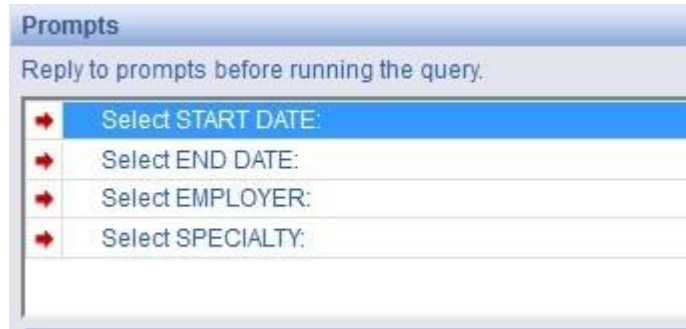 Prompts
Reply to prompts before running the query.
Select START DATE:
Select END DATE:
Select EMPLOYER:
Select SPECIALTY: